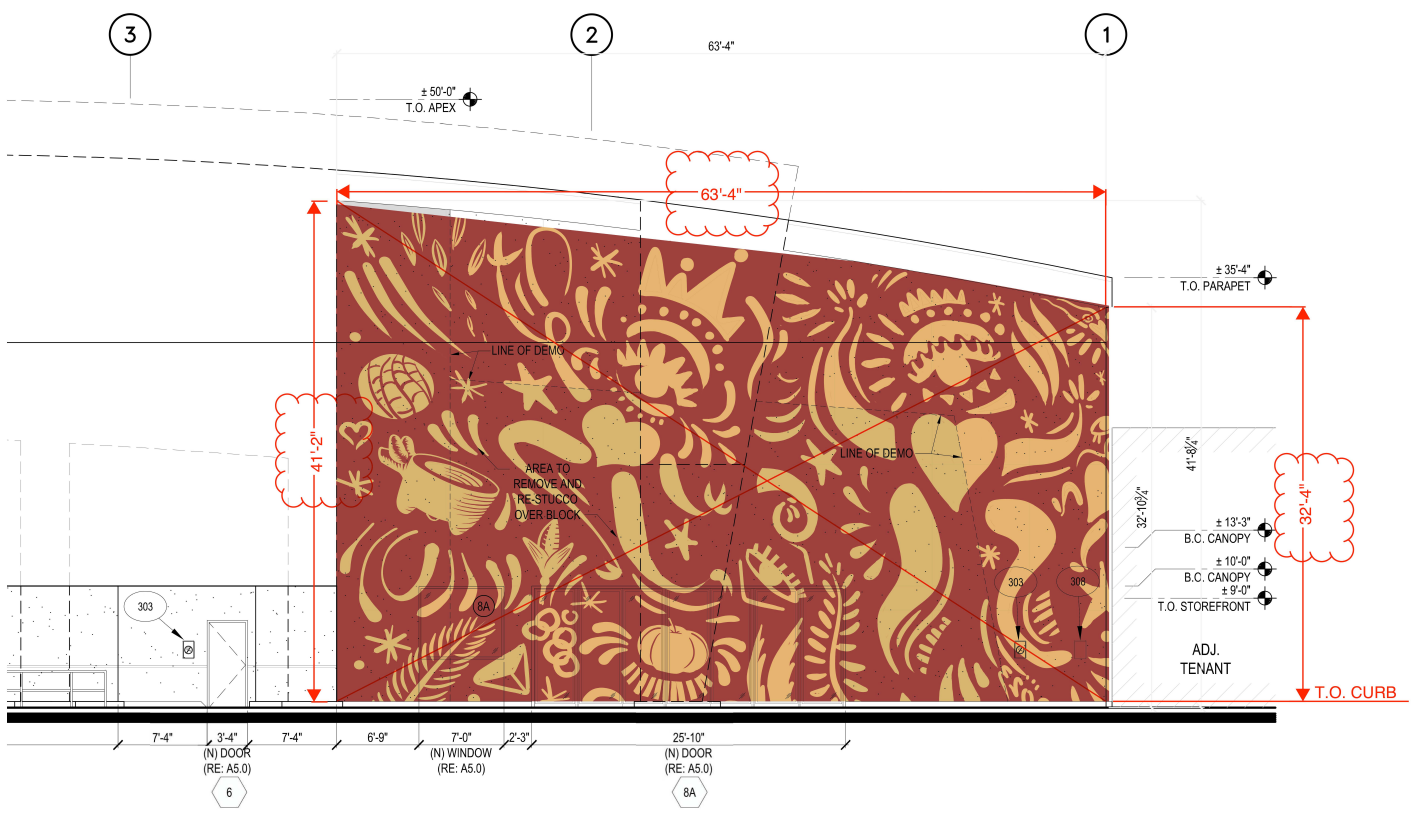 3
2
1
63'-4"
± 50'-0"
T.O. APEX
63'-4"
± 35'-4"
T.O. PARAPET
LINE OF DEMO
41'-2"
LINE OF DEMO
AREA TO
REMOVE AND
RE-STUCCO
OVER BLOCK
41'-8¼"
32'-10¾"
32'-4"
± 13'-3"
B.C. CANOPY
± 10'-0"
B.C. CANOPY
± 9'-0"
T.O. STOREFRONT
303
8A
303
308
ADJ.
TENANT
T.O. CURB
7'-4"
3'-4"
7'-4"
6'-9"
7'-0"
2'-3"
25'-10"
(N) DOOR
(RE: A5.0)
6
(N) WINDOW
(RE: A5.0)
(N) DOOR
(RE: A5.0)
8A